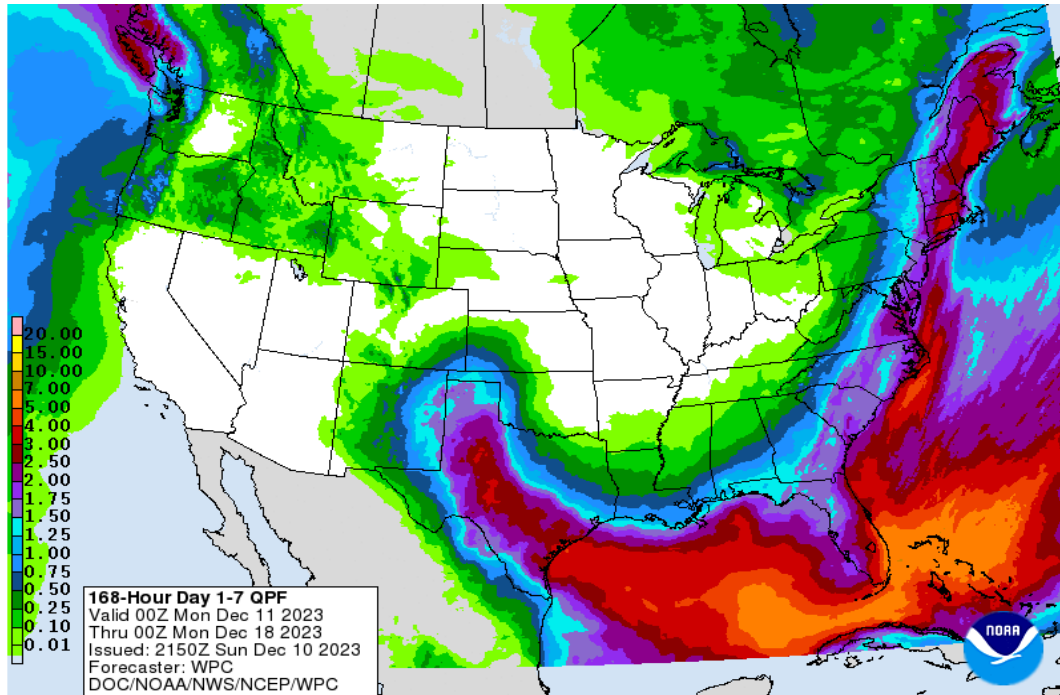 20.00
15.00
10.00
7.00
5.00
4.00
3.00
2.50
2.00
1.75
1.50
1.25
1.00
0.75
0.50
0.25
0.10
0.01
168-Hour Day 1-7 QPF
Valid 00Z Mon Dec 11 2023
Thru 00Z Mon Dec 18 2023
Issued: 2150Z Sun Dec 10 2023
Forecaster: WPC
DOC/NOAA/NWS/NCEP/WPC
NOAA